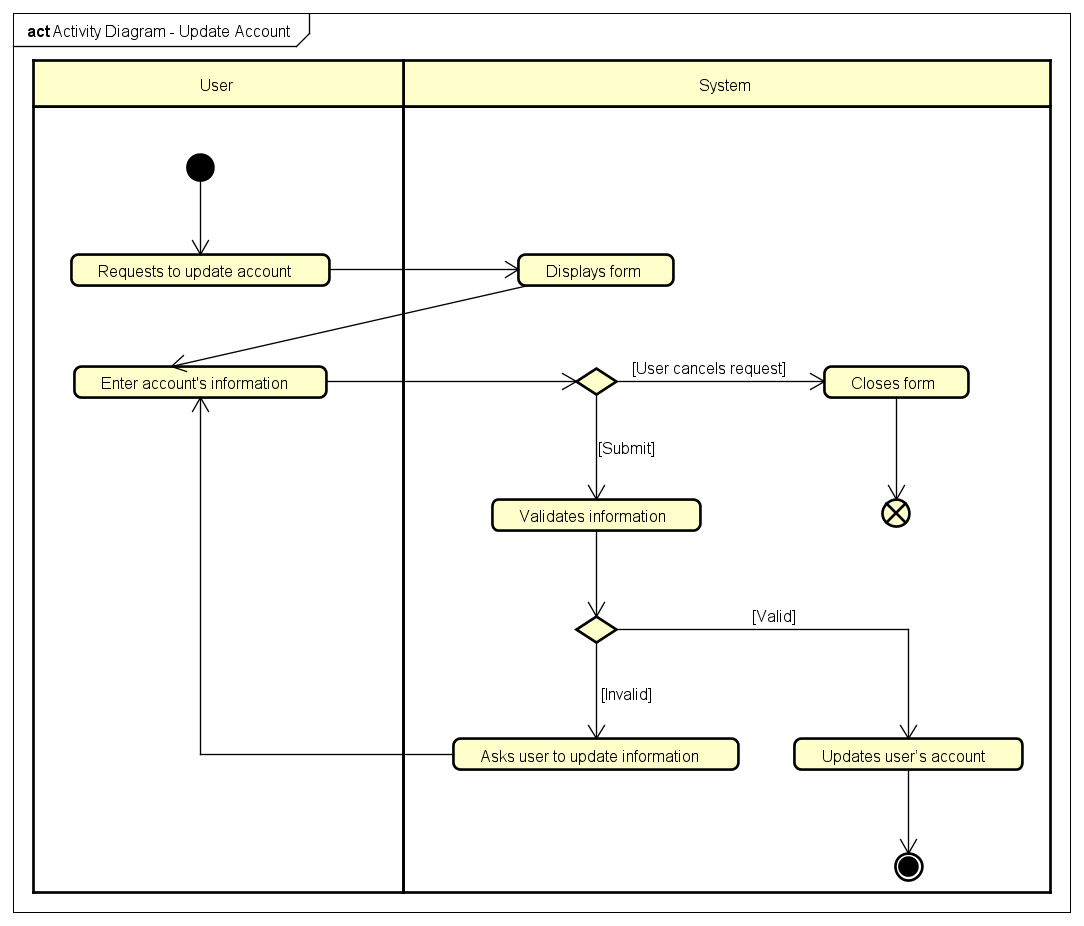 act Activity Diagram - Update Account
User
System
Requests to update account
Displays form
Enter account's information
[User cancels request]
Closes form
[Submit]
Validates information
[Valid]
[Invalid]
Asks user to update information
Updates user's account